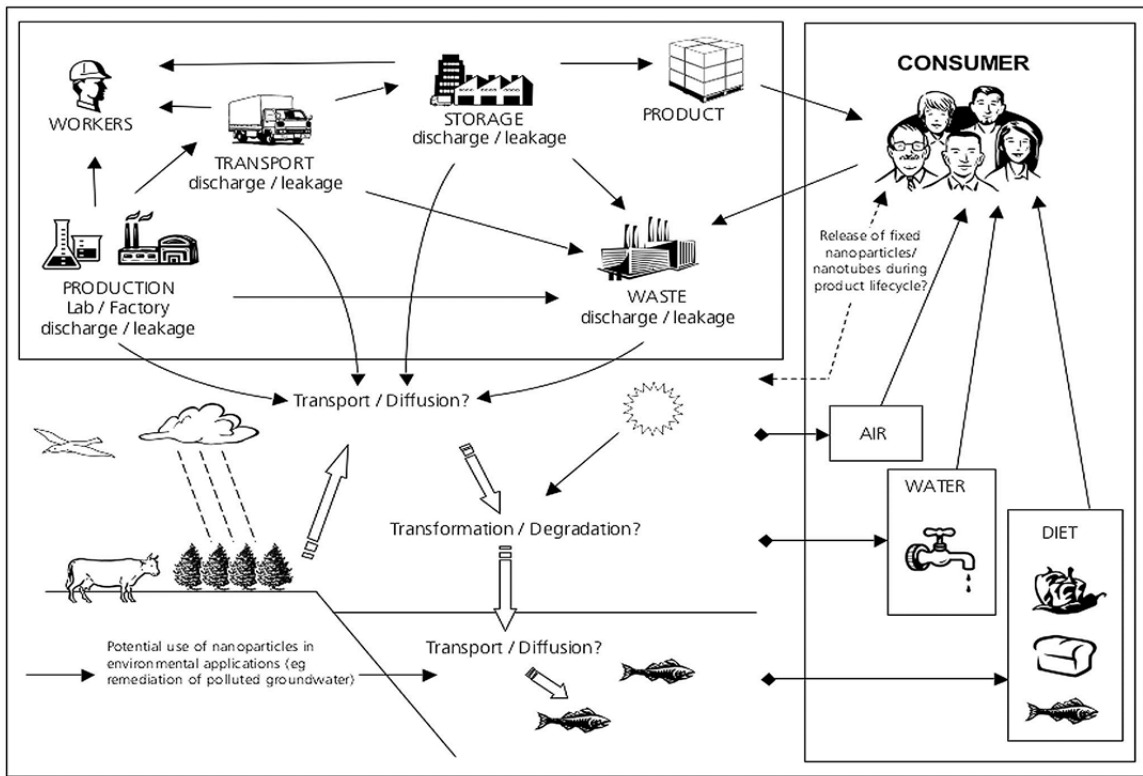 CONSUMER
WORKERS
STORAGE
discharge / leakage
PRODUCT
TRANSPORT
discharge / leakage
PRODUCTION
Lab / Factory
discharge / leakage
WASTE
discharge / leakage
Release of fixed
nanoparticles/
nanotubes during
product lifecycle?
Transport / Diffusion?
AIR
WATER
Transformation / Degradation?
DIET
Potential use of nanoparticles in
environmental applications (eg
remediation of polluted groundwater)
Transport / Diffusion?